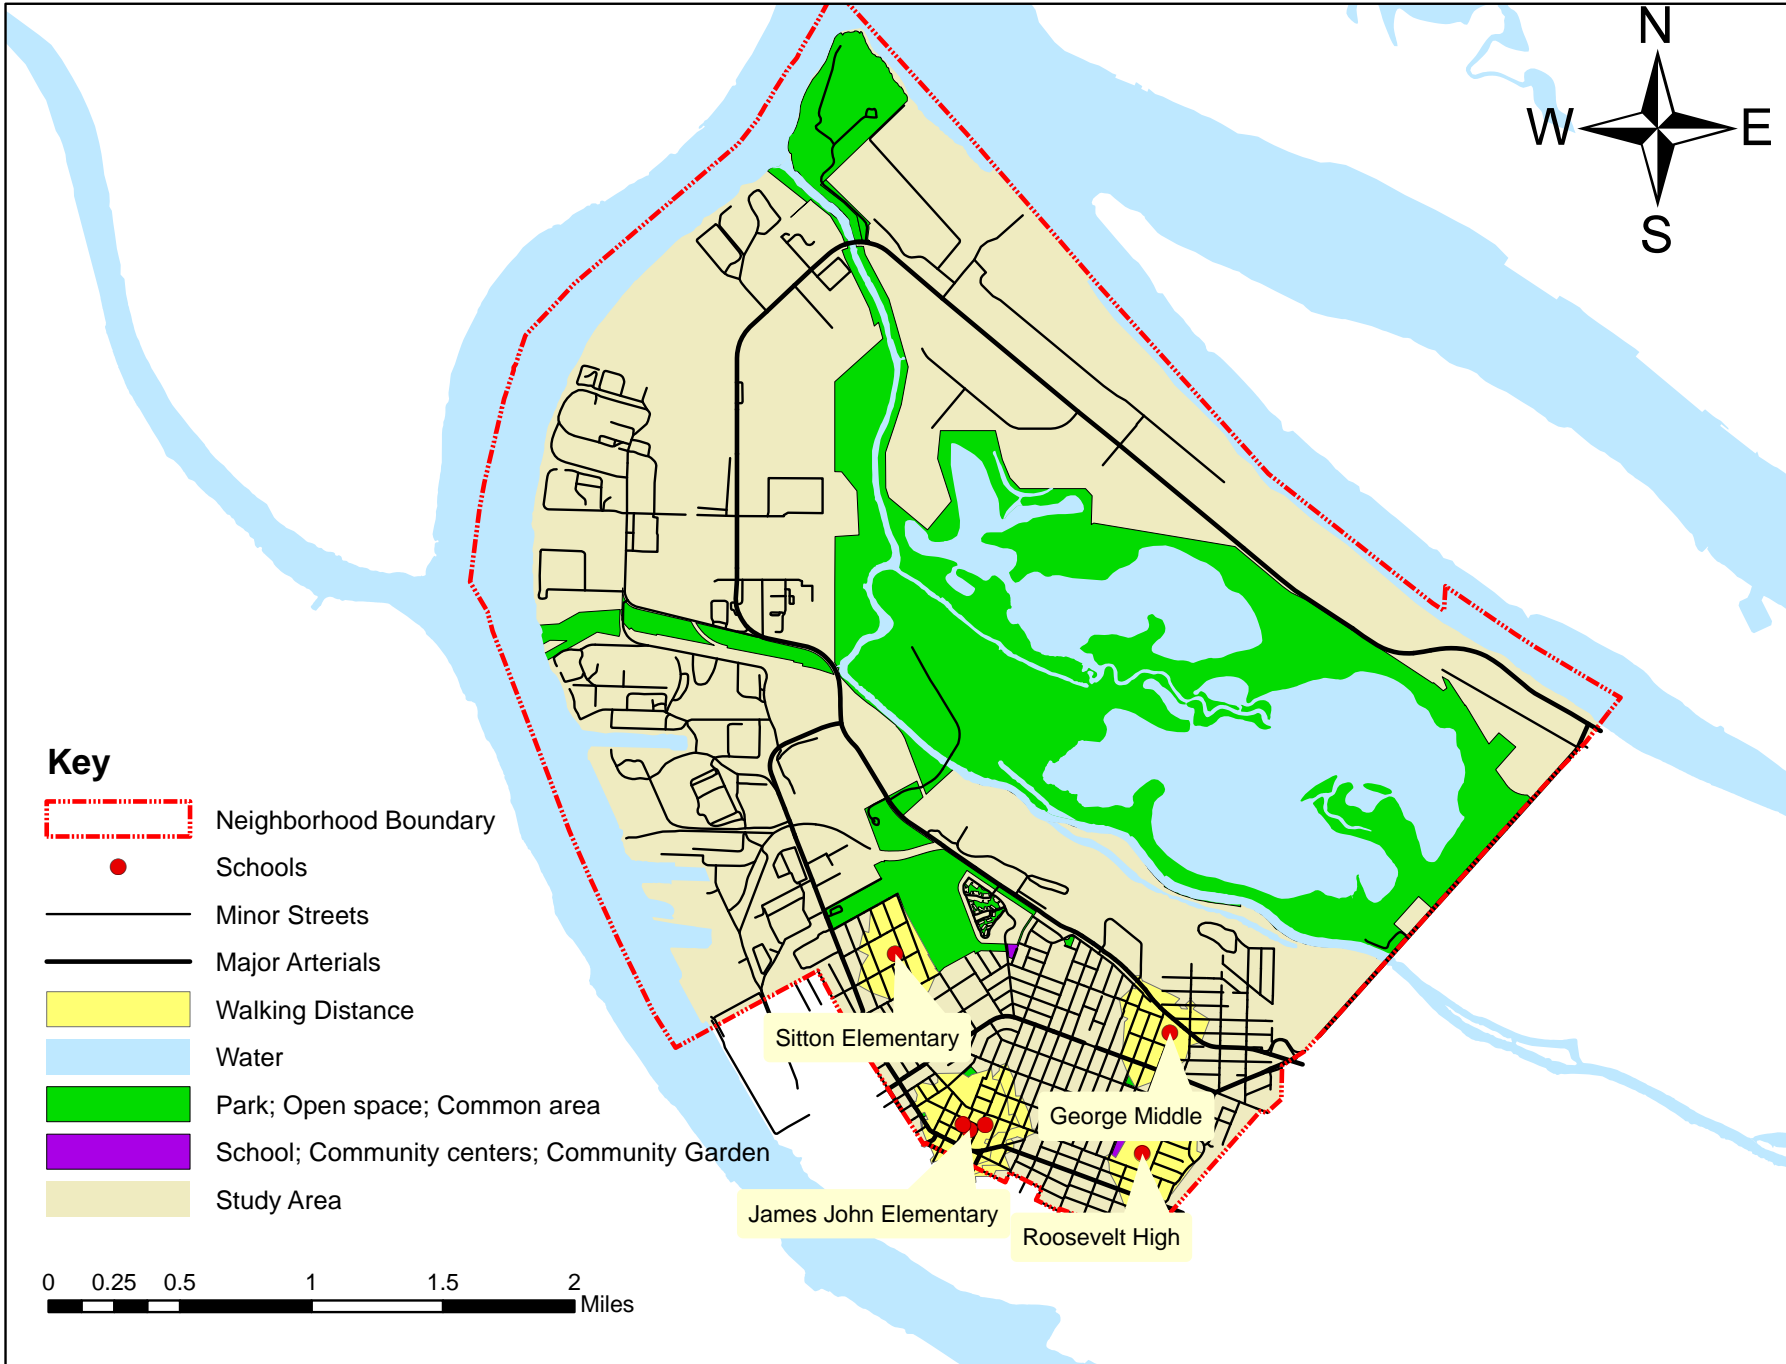 N
W E
S
Sitton Elementary
George Middle
James John Elementary
Roosevelt High
Key
Neighborhood Boundary
Schools
Minor Streets
Major Arterials
Walking Distance
Water
Park; Open space; Common area
School; Community centers; Community Garden
Study Area
0 0.25 0.5 1 1.5 2
Miles